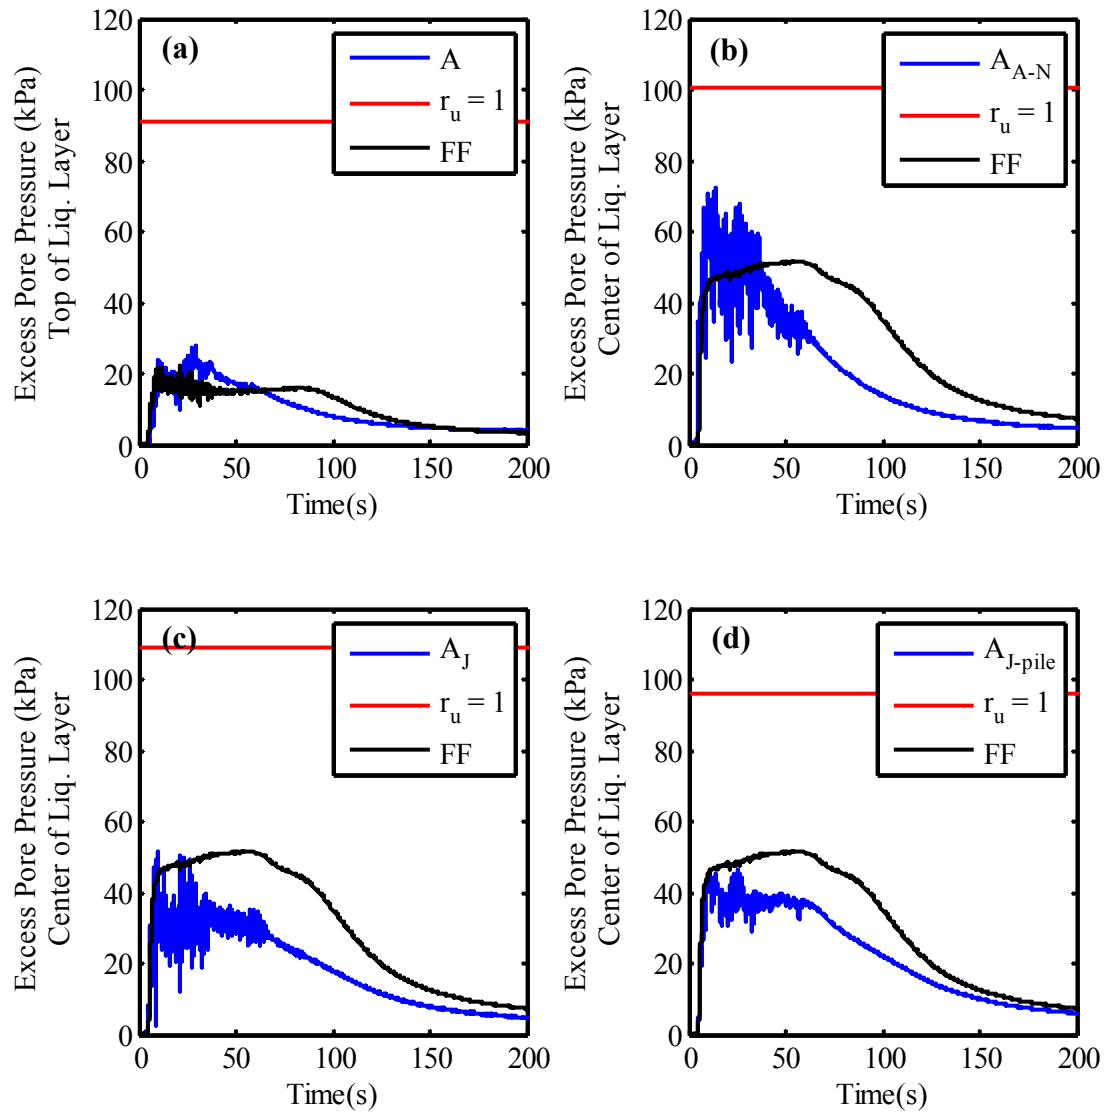 (a)
Excess Pore Pressure (kPa)
Top of Liq. Layer
120
100
80
60
40
20
0
A
r_u = 1
FF
0 50 100 150 200
Time(s)
(b)
Excess Pore Pressure (kPa)
Center of Liq. Layer
120
100
80
60
40
20
0
A_A-N
r_u = 1
FF
0 50 100 150 200
Time(s)
(c)
Excess Pore Pressure (kPa)
Center of Liq. Layer
120
100
80
60
40
20
0
A_J
r_u = 1
FF
0 50 100 150 200
Time(s)
(d)
Excess Pore Pressure (kPa)
Center of Liq. Layer
120
100
80
60
40
20
0
A_J-pile
r_u = 1
FF
0 50 100 150 200
Time(s)